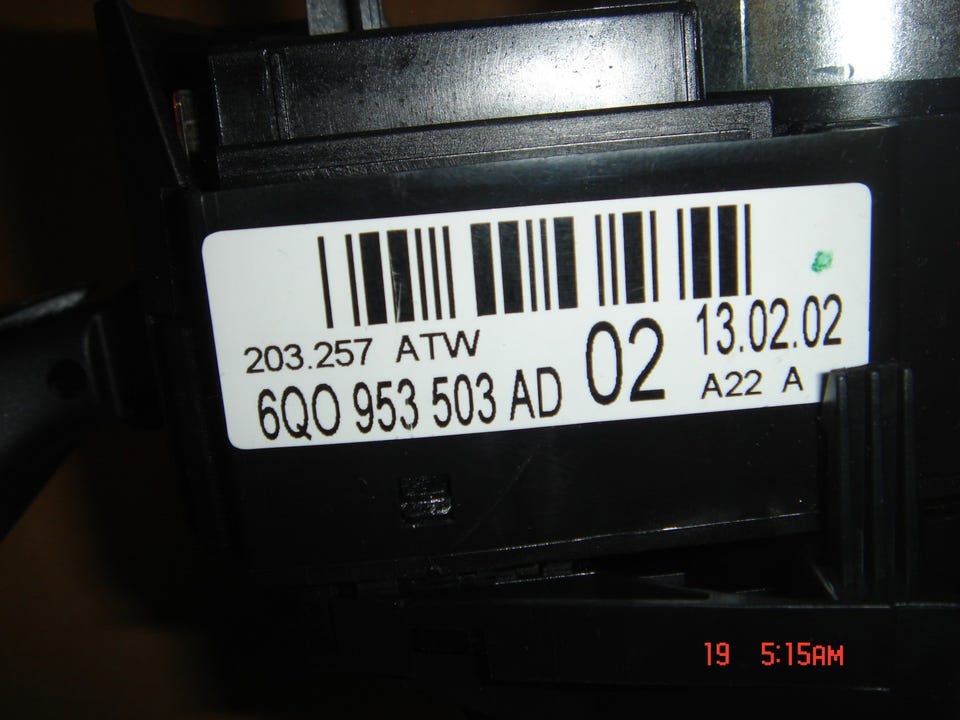 203.257 ATW
6Q0 953 503 AD 02
13.02.02
A22 A
19 5:15AM